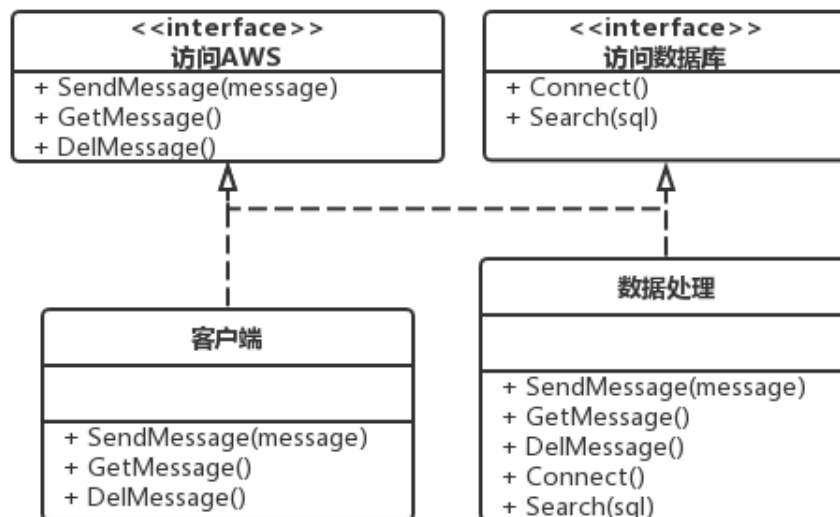 <<interface>>
访问AWS
+ SendMessage(message)
+ GetMessage()
+ DelMessage()
<<interface>>
访问数据库
+ Connect()
+ Search(sql)
客户端
+ SendMessage(message)
+ GetMessage()
+ DelMessage()
数据处理
+ SendMessage(message)
+ GetMessage()
+ DelMessage()
+ Connect()
+ Search(sql)